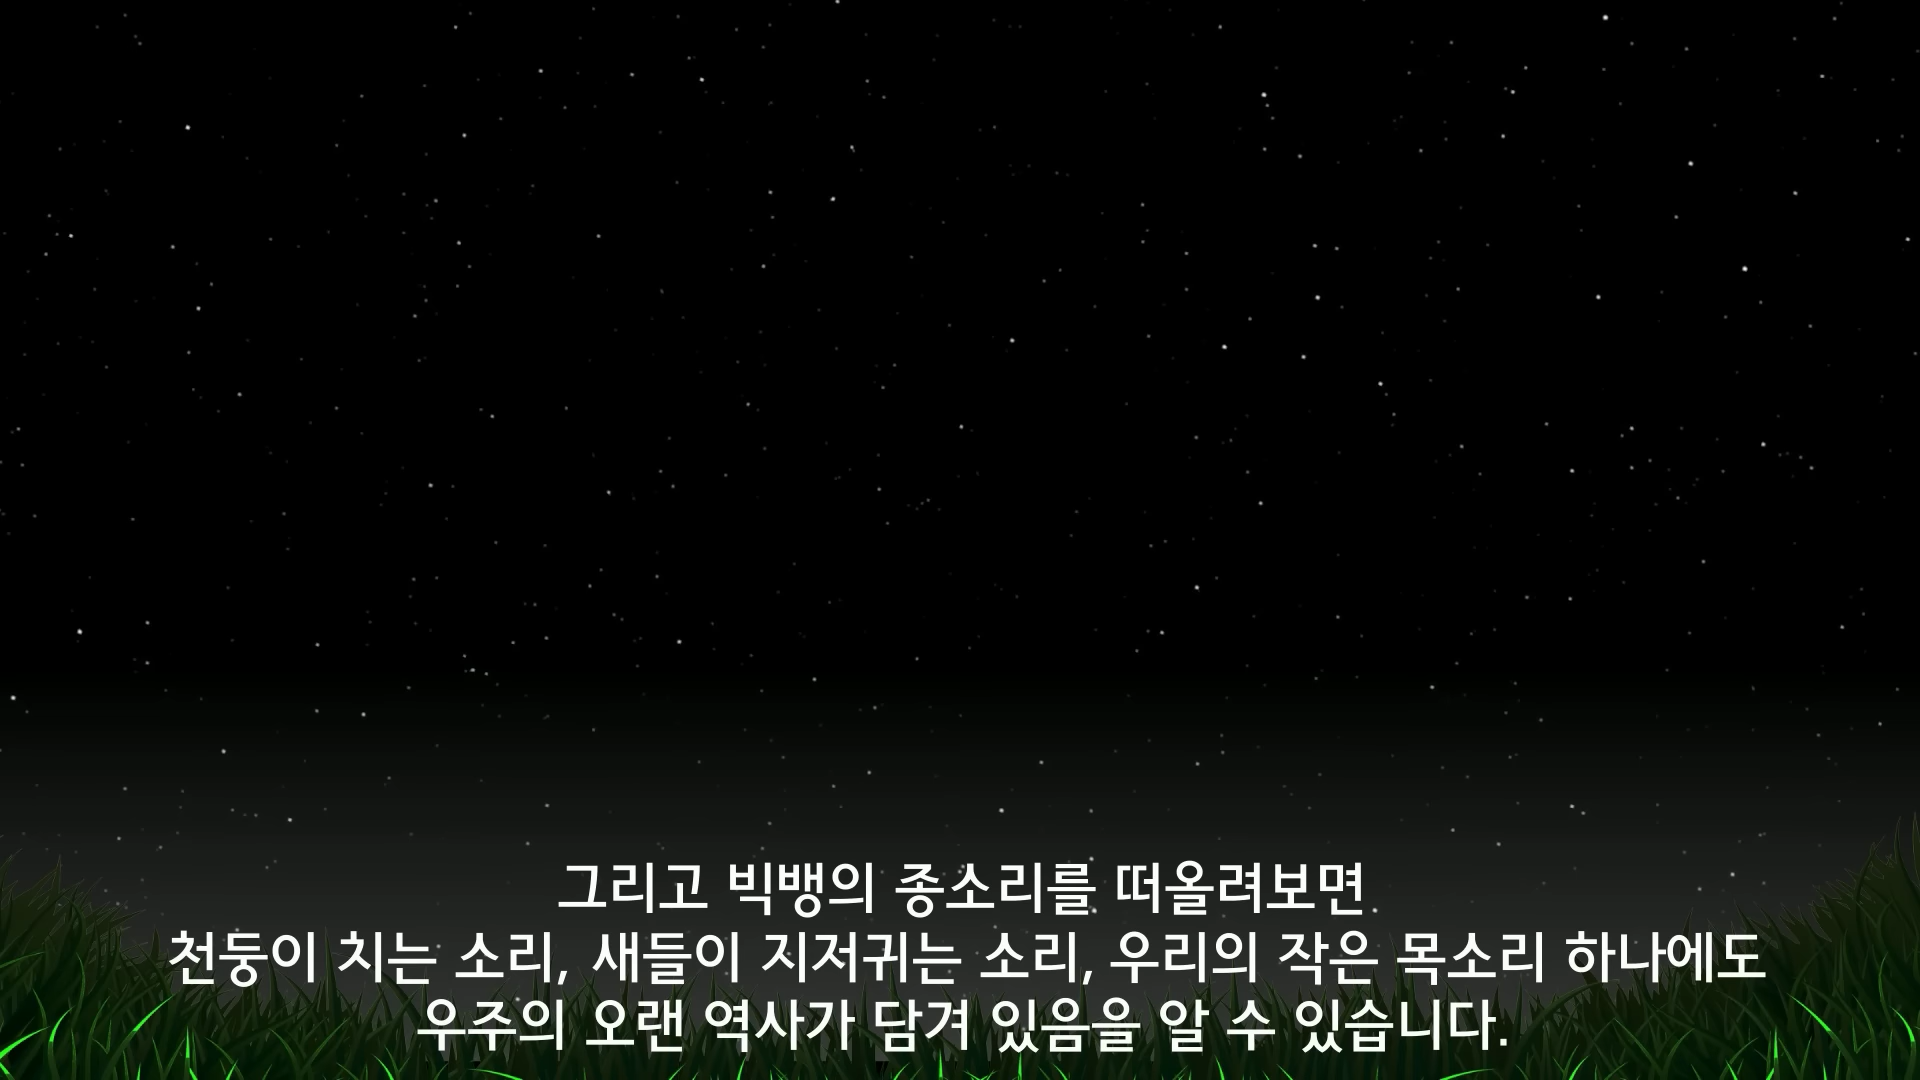 그리고 빅뱅의 종소리를 떠올려보면
천둥이 치는 소리, 새들이 지저귀는 소리, 우리의 작은 목소리 하나에도
우주의 오랜 역사가 담겨 있음을 알 수 있습니다.